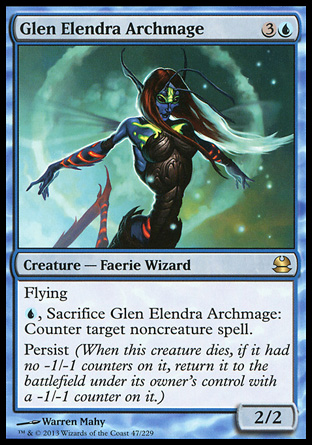 Glen Elendra Archmage 3
Creature — Faerie Wizard
Flying
, Sacrifice Glen Elendra Archmage:
Counter target noncreature spell.
Persist (When this creature dies, if it had
no -1/-1 counters on it, return it to the
battlefield under its owner's control with
a -1/-1 counter on it.)
Warren Mahy
™ & © 2013 Wizards of the Coast 47/229
2/2